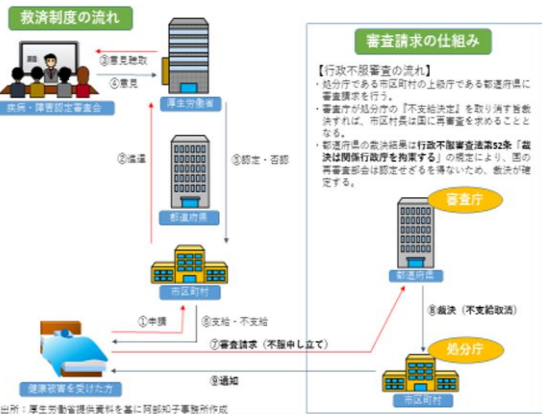 救済制度の流れ
③意見聴取
④意見
疾病・障害認定審査会
厚生労働省
②進達
⑤認定・否認
都道府県
市区町村
①申請
⑥支給・不支給
⑦審査請求（不服申し立て）
⑨通知
健康被害を受けた方
出所：厚生労働省提供資料を基に阿部知子事務所作成
審査請求の仕組み
【行政不服審査の流れ】
・処分庁である市区町村の上級庁である都道府県に
審査請求を行う。
・審査庁が処分庁の『不支給決定』を取り消す旨裁
決すれば、市区村長は国に再審査を求めることと
なる。
・都道府県の裁決結果は行政不服審査法第52条「裁
決は関係行政庁を拘束する」の規定により、国の
再審査部会は認定せざるを得ないため、裁決が確
定する。
審査庁
都道府県
⑧裁決（不支給取消）
処分庁
市区町村